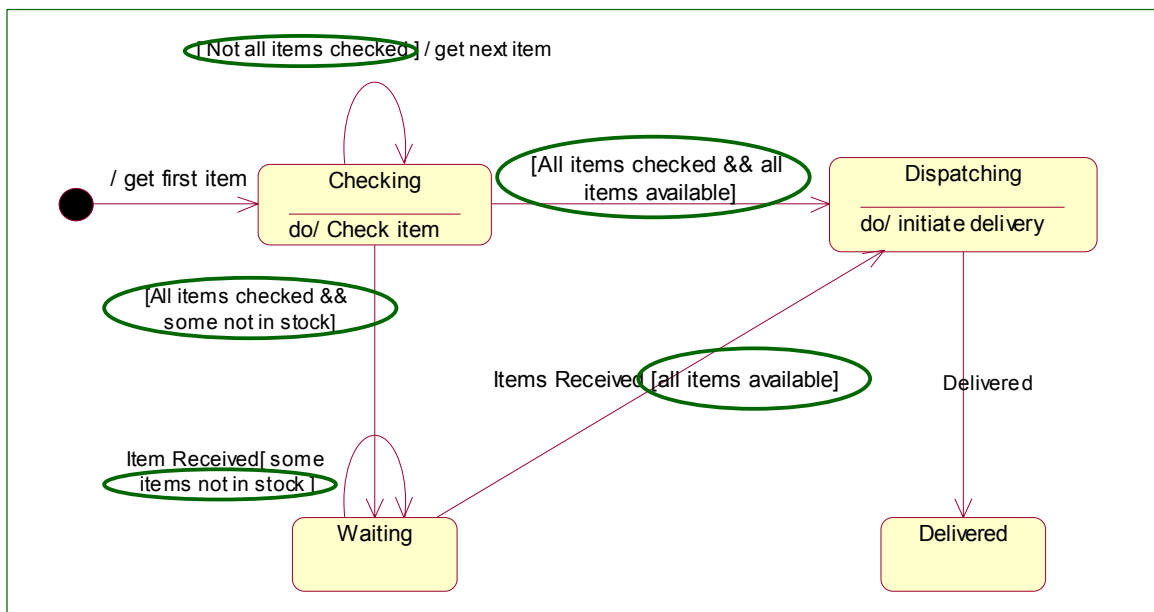 [ Not all items checked ] / get next item
/ get first item
Checking
do/ Check item
[All items checked && all
items available]
Dispatching
do/ initiate delivery
[All items checked &&
some not in stock]
Items Received [all items available]
Delivered
Item Received[ some
items not in stock ]
Waiting
Delivered